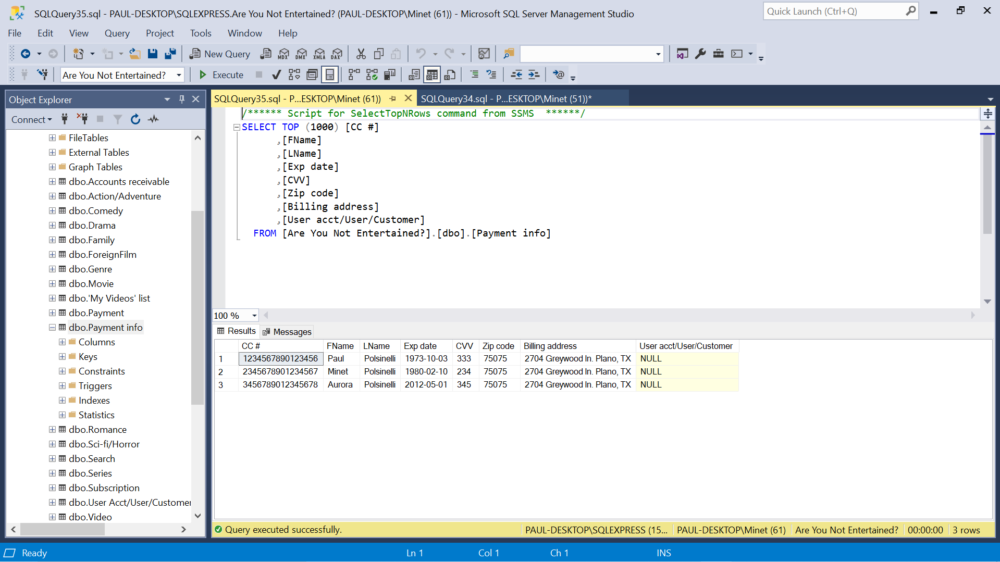 SQLQuery35.sql - PAUL-DESKTOP\SQLEXPRESS.Are You Not Entertained? (PAUL-DESKTOP\Minet (61)) - Microsoft SQL Server Management Studio
Quick Launch (Ctrl+Q)
File Edit View Query Project Tools Window Help
New Query MDX DMX XMLA DAX
Are You Not Entertained? Execute
Object Explorer
Connect
FileTables
External Tables
Graph Tables
dbo.Accounts receivable
dbo.Action/Adventure
dbo.Comedy
dbo.Drama
dbo.Family
dbo.ForeignFilm
dbo.Genre
dbo.Movie
dbo.'My Videos' list
dbo.Payment
dbo.Payment info
Columns
Keys
Constraints
Triggers
Indexes
Statistics
dbo.Romance
dbo.Sci-fi/Horror
dbo.Search
dbo.Series
dbo.Subscription
dbo.User Acct/User/Customer
dbo.Video
SQLQuery35.sql - P...ESKTOP\Minet (61)) SQLQuery34.sql - P...ESKTOP\Minet (51))*
/****** Script for SelectTopNRows command from SSMS  ******/
SELECT TOP (1000) [CC #]
,[FName]
,[LName]
,[Exp date]
,[CVV]
,[Zip code]
,[Billing address]
,[User acct/User/Customer]
FROM [Are You Not Entertained?].[dbo].[Payment info]
100 %
Results Messages
CC # FName LName Exp date CVV Zip code Billing address User acct/User/Customer
1 1234567890123456 Paul Polsinelli 1973-10-03 333 75075 2704 Greywood ln. Plano, TX NULL
2 2345678901234567 Minet Polsinelli 1980-02-10 234 75075 2704 Greywood ln. Plano, TX NULL
3 3456789012345678 Aurora Polsinelli 2012-05-01 345 75075 2704 Greywood ln. Plano, TX NULL
Query executed successfully. PAUL-DESKTOP\SQLEXPRESS (15... PAUL-DESKTOP\Minet (61) Are You Not Entertained? 00:00:00 3 rows
Ready Ln 1 Col 1 Ch 1 INS